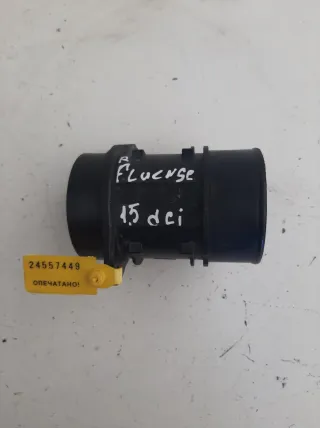 R
Fluense
1.5 dci
24557449
ОПЕЧАТАНО!